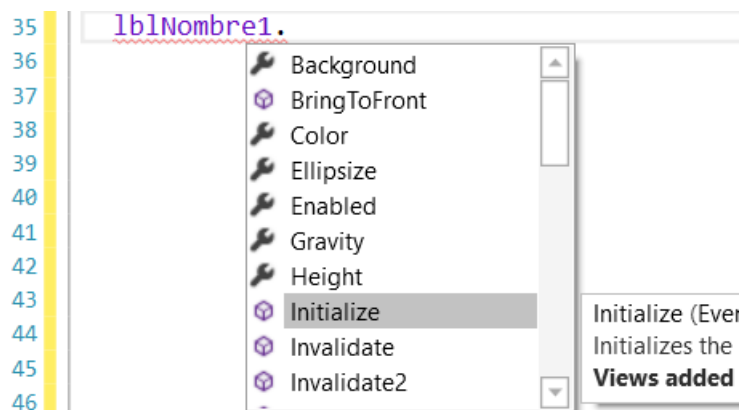 35 lblNombre1.
36 Background
37 BringToFront
38 Color
39 Ellipsize
40 Enabled
41 Gravity
42 Height
43 Initialize Initialize (Ever
44 Invalidate Initializes the
45 Invalidate2 Views added
46